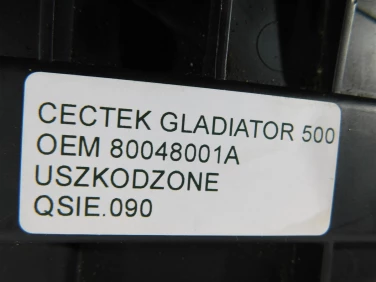 CECTEK GLADIATOR 500
OEM 80048001A
USZKODZONE
QSIE.090